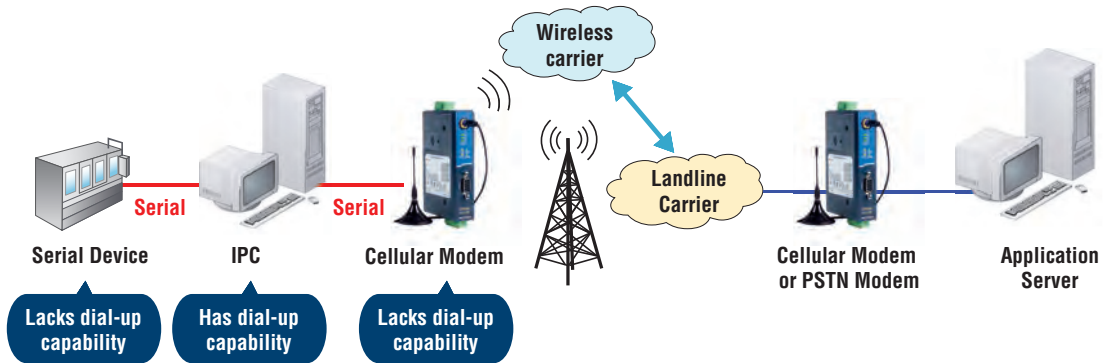 Wireless
carrier
Landline
Carrier
Serial
Serial
Serial Device
IPC
Cellular Modem
Cellular Modem
or PSTN Modem
Application
Server
Lacks dial-up
capability
Has dial-up
capability
Lacks dial-up
capability